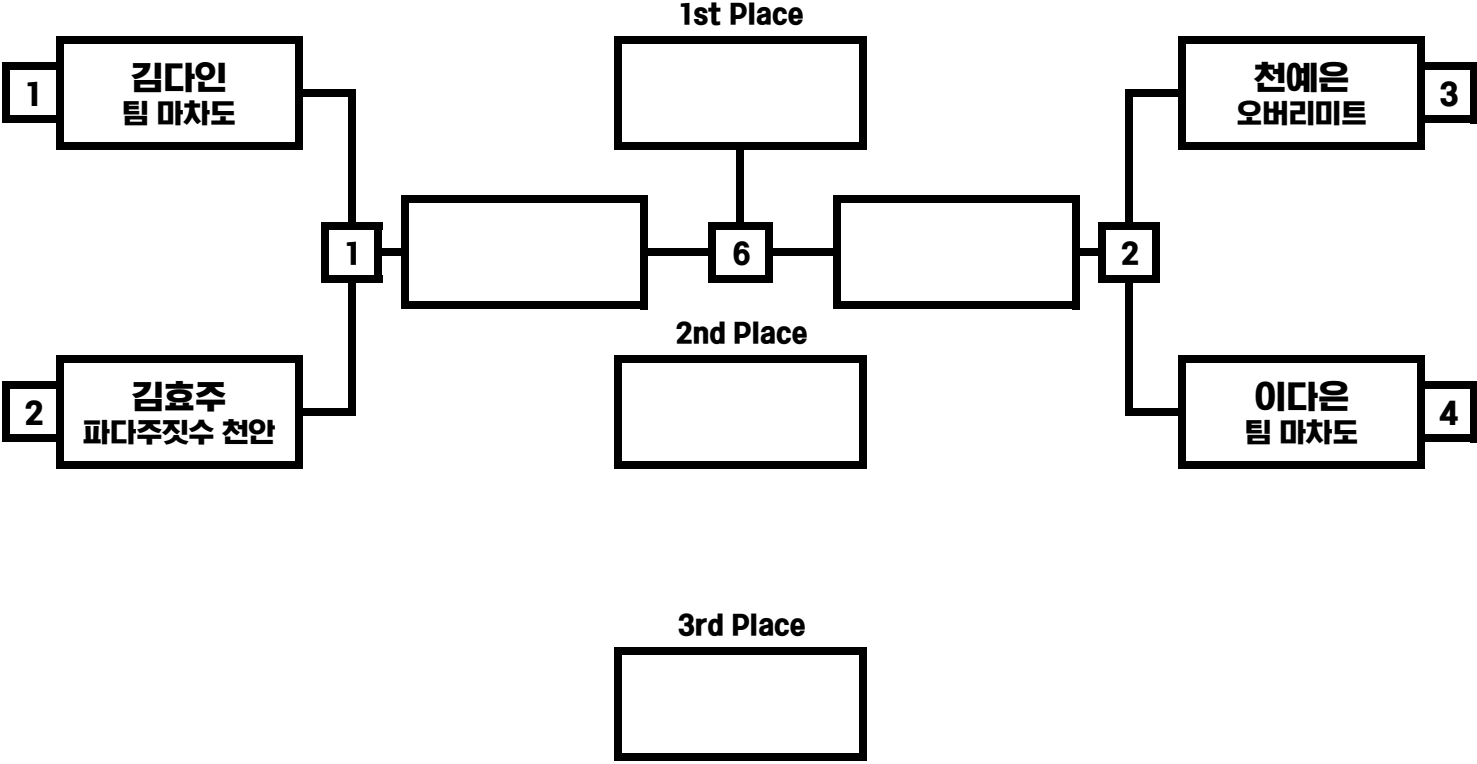 1st Place
1
김다인
팀 마차도
천예은
오버리미트
3
1
6
2
2nd Place
2
김효주
파다주짓수 천안
이다은
팀 마차도
4
3rd Place